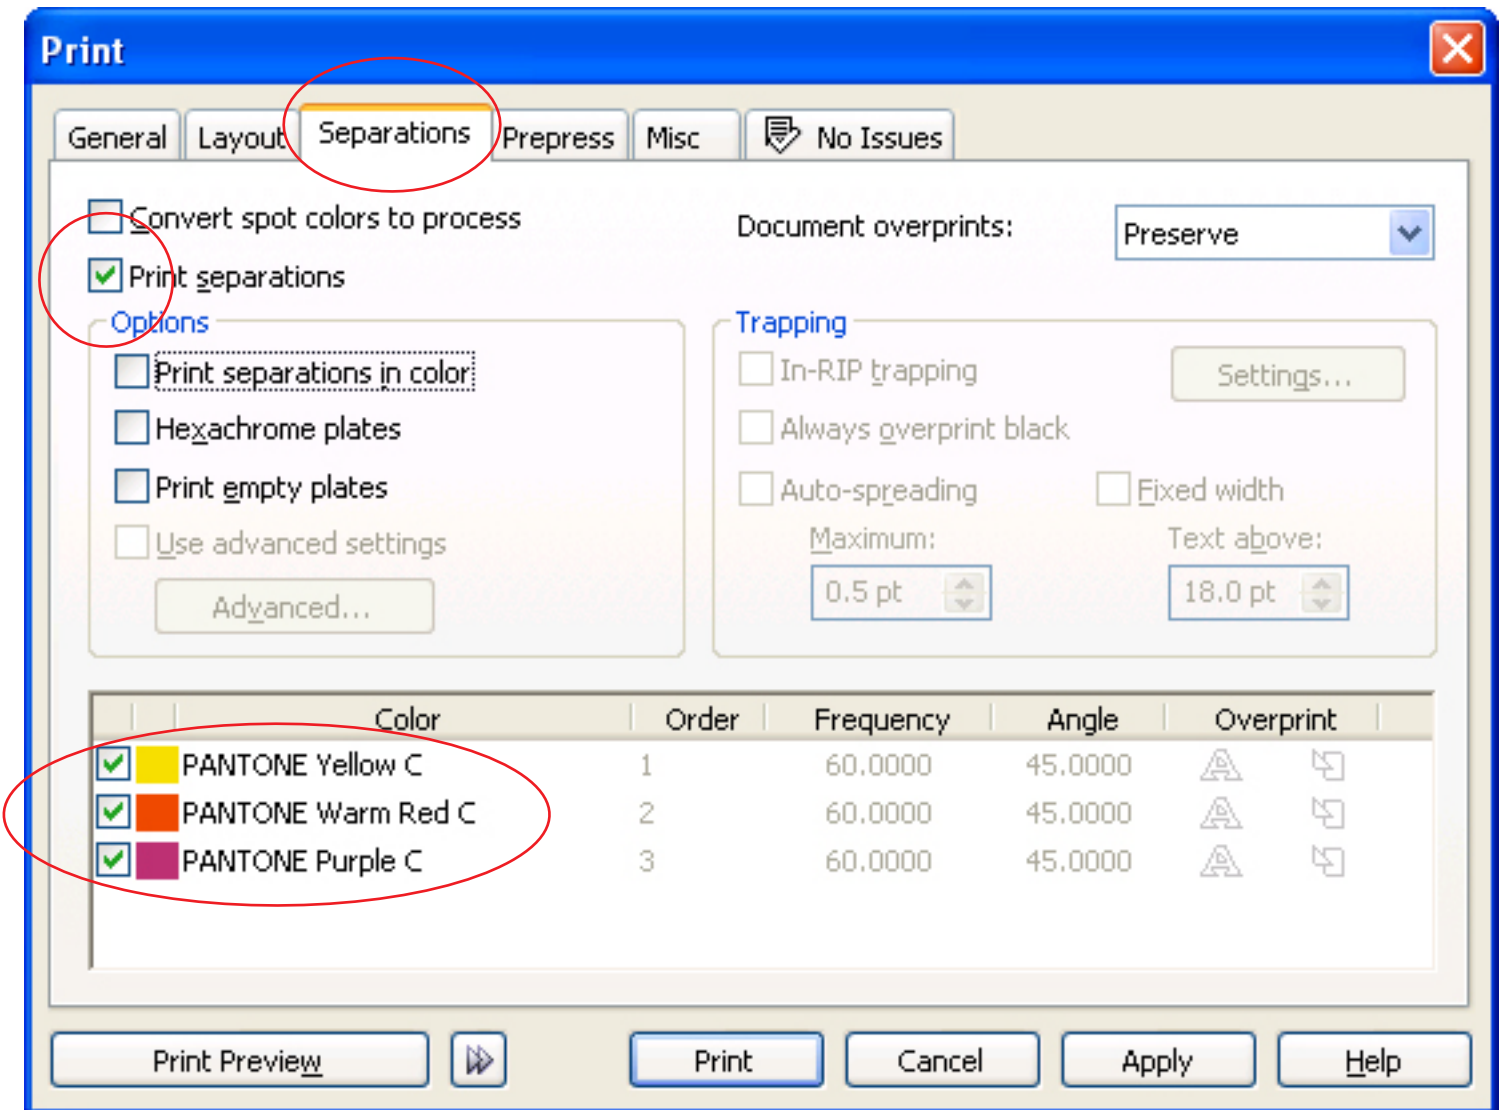 Print
General Layout Separations Prepress Misc No Issues
Convert spot colors to process
Document overprints: Preserve
Print separations
Options
Print separations in color
Hexachrome plates
Print empty plates
Use advanced settings
Advanced...
Trapping
In-RIP trapping
Settings...
Always overprint black
Auto-spreading
Fixed width
Maximum: Text above:
0.5 pt 18.0 pt
Color Order Frequency Angle Overprint
PANTONE Yellow C 1 60.0000 45.0000
PANTONE Warm Red C 2 60.0000 45.0000
PANTONE Purple C 3 60.0000 45.0000
Print Preview Print Cancel Apply Help